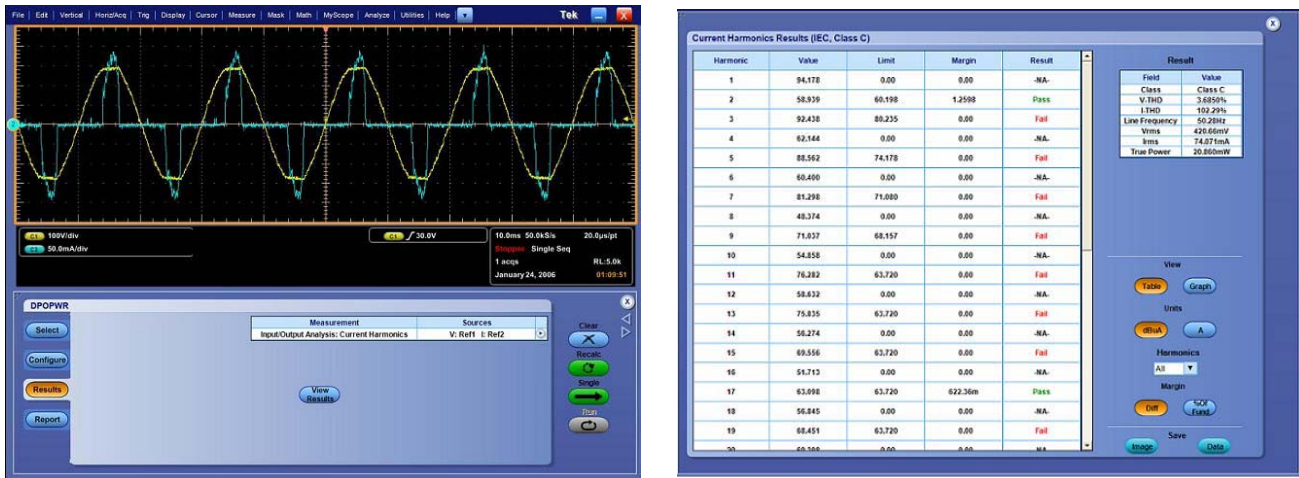 File | Edit | Vertical | Horiz/Acq | Trig | Display | Cursor | Measure | Mask | Math | MyScope | Analyze | Utilities | Help
Tek
C1 100V/div
C2 50.0mA/div
C1 30.0V
10.0ms 50.0kS/s 20.0µs/pt
Stopped Single Seq
1 acqs RL:5.0k
January 24, 2006 01:09:51
DPOPWR
Select
Configure
Results
Report
Measurement Sources
Input/Output Analysis: Current Harmonics V: Ref1 I: Ref2
View
Results
Clear
Recalc
Single
Run
Current Harmonics Results (IEC, Class C)
Harmonic Value Limit Margin Result
1 94.178 0.00 0.00 -NA-
2 58.939 60.198 1.2598 Pass
3 92.438 80.235 0.00 Fail
4 62.144 0.00 0.00 -NA-
5 88.562 74.178 0.00 Fail
6 60.400 0.00 0.00 -NA-
7 81.298 71.080 0.00 Fail
8 48.374 0.00 0.00 -NA-
9 71.037 68.157 0.00 Fail
10 54.858 0.00 0.00 -NA-
11 76.282 63.720 0.00 Fail
12 58.632 0.00 0.00 -NA-
13 75.835 63.720 0.00 Fail
14 56.274 0.00 0.00 -NA-
15 69.556 63.720 0.00 Fail
16 51.713 0.00 0.00 -NA-
17 63.098 63.720 622.36m Pass
18 56.845 0.00 0.00 -NA-
19 68.451 63.720 0.00 Fail
Result
Field Value
Class Class C
V-THD 3.6850%
I-THD 102.29%
Line Frequency 50.28Hz
Vrms 420.66mV
Irms 74.071mA
True Power 20.860mW
View
Table Graph
Units
dBuA A
Harmonics
All
Margin
Diff %Of Fund
Save
Image Data